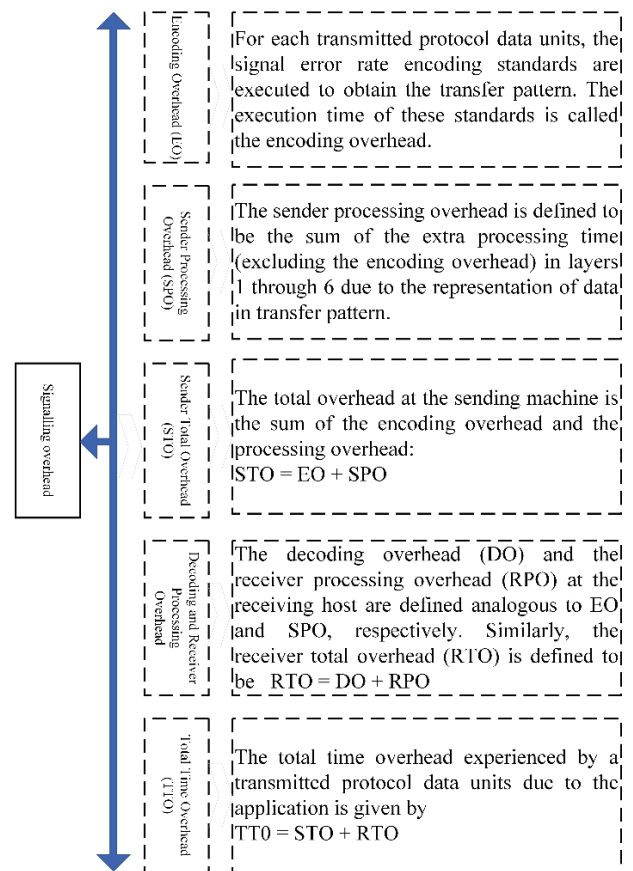 Signalling overhead
Encoding Overhead (EO)
For each transmitted protocol data units, the
signal error rate encoding standards are
executed to obtain the transfer pattern. The
execution time of these standards is called
the encoding overhead.
Sender Processing
Overhead (SPO)
The sender processing overhead is defined to
be the sum of the extra processing time
(excluding the encoding overhead) in layers
1 through 6 due to the representation of data
in transfer pattern.
Sender Total Overhead
(STO)
The total overhead at the sending machine is
the sum of the encoding overhead and the
processing overhead:
STO = EO + SPO
Decoding and Receiver
Processing
Overhead
The decoding overhead (DO) and the
receiver processing overhead (RPO) at the
receiving host are defined analogous to EO
and SPO, respectively. Similarly, the
receiver total overhead (RTO) is defined to
be RTO = DO + RPO
Total Time Overhead
(TTO)
The total time overhead experienced by a
transmitted protocol data units due to the
application is given by
TT0 = STO + RTO